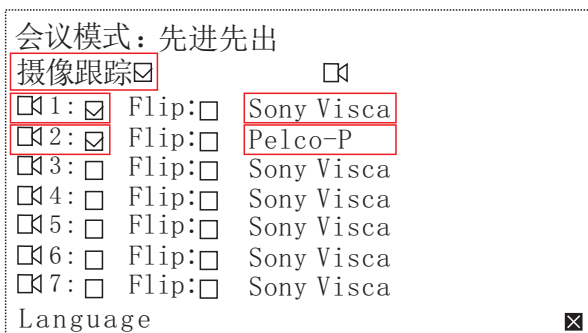 会议模式：先进先出
摄像跟踪☑
1: ☑ Flip:□ Sony Visca
2: ☑ Flip:□ Pelco-P
3: □ Flip:□ Sony Visca
4: □ Flip:□ Sony Visca
5: □ Flip:□ Sony Visca
6: □ Flip:□ Sony Visca
7: □ Flip:□ Sony Visca
Language